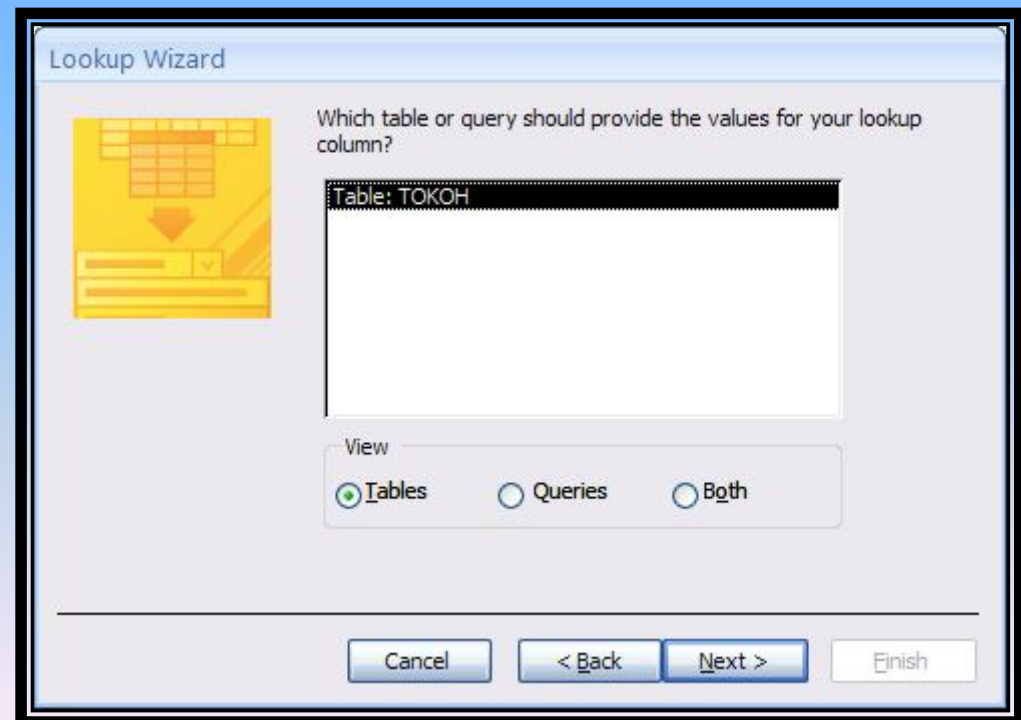 Lookup Wizard
Which table or query should provide the values for your lookup
column?
Table: TOKOH
View
Tables Queries Both
Cancel < Back Next > Finish